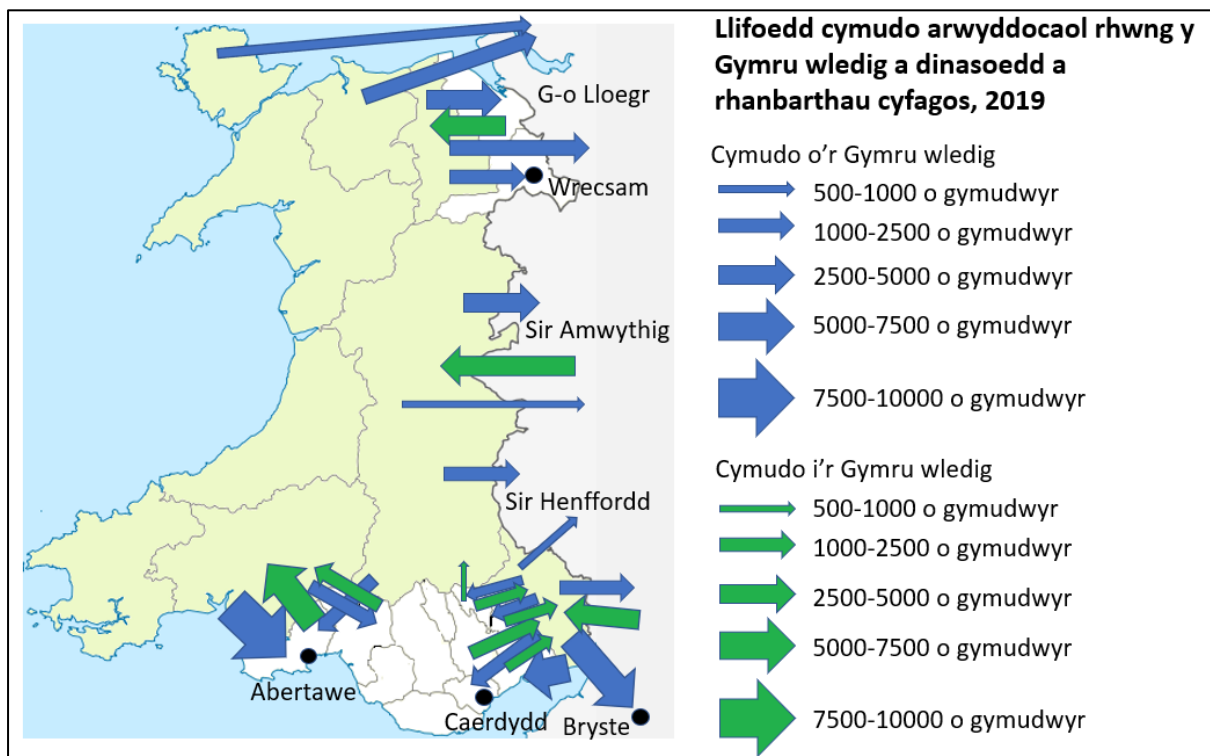 Llifoedd cymudo arwyddocaol rhwng y
Gymru wledig a dinasoedd a
rhanbarthau cyfagos, 2019
Cymudo o'r Gymru wledig
500-1000 o gymudwyr
1000-2500 o gymudwyr
2500-5000 o gymudwyr
5000-7500 o gymudwyr
7500-10000 o gymudwyr
Cymudo i'r Gymru wledig
500-1000 o gymudwyr
1000-2500 o gymudwyr
2500-5000 o gymudwyr
5000-7500 o gymudwyr
7500-10000 o gymudwyr
G-o Lloegr
Wrecsam
Sir Amwythig
Sir Henffordd
Abertawe
Caerdydd
Bryste